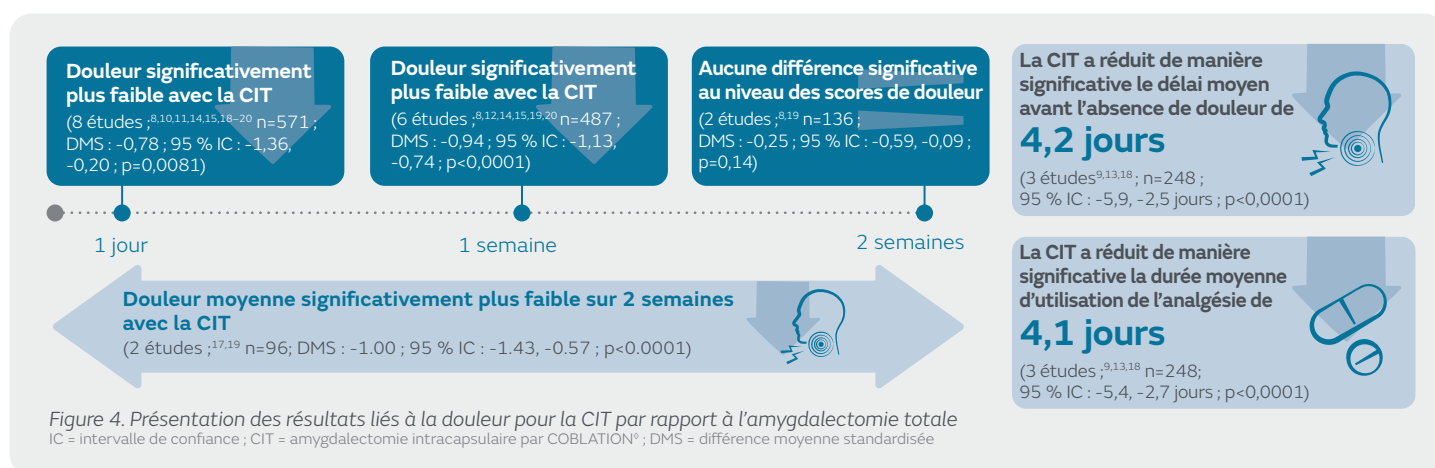 Douleur significativement
plus faible avec la CIT
(8 études ;8,10,11,14,15,18–20 n=571 ;
DMS : -0,78 ; 95 % IC : -1,36,
-0,20 ; p=0,0081)
Douleur significativement
plus faible avec la CIT
(6 études ;8,12,14,15,19,20 n=487 ;
DMS : -0,94 ; 95 % IC : -1,13,
-0,74 ; p<0,0001)
Aucune différence significative
au niveau des scores de douleur
(2 études ;8,19 n=136 ;
DMS : -0,25 ; 95 % IC : -0,59, -0,09 ;
p=0,14)
1 jour
1 semaine
2 semaines
Douleur moyenne significativement plus faible sur 2 semaines
avec la CIT
(2 études ;17,19 n=96; DMS : -1.00 ; 95 % IC : -1.43, -0.57 ; p<0.0001)
La CIT a réduit de manière
significative le délai moyen
avant l’absence de douleur de
4,2 jours
(3 études9,13,18 ; n=248 ;
95 % IC : -5,9, -2,5 jours ; p<0,0001)
La CIT a réduit de manière
significative la durée moyenne
d’utilisation de l’analgésie de
4,1 jours
(3 études ;9,13,18 n=248;
95 % IC : -5,4, -2,7 jours ; p<0,0001)
Figure 4. Présentation des résultats liés à la douleur pour la CIT par rapport à l’amygdalectomie totale
IC = intervalle de confiance ; CIT = amygdalectomie intracapsulaire par COBLATION° ; DMS = différence moyenne standardisée